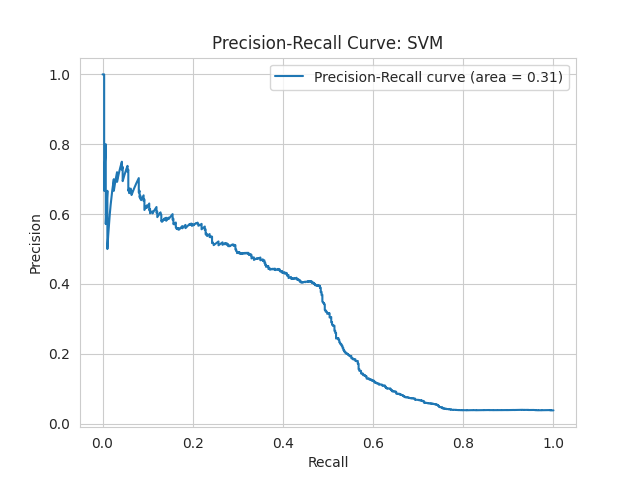 Precision-Recall Curve: SVM
Precision-Recall curve (area = 0.31)
1.0
0.8
0.6
0.4
0.2
0.0
Precision
0.0 0.2 0.4 0.6 0.8 1.0
Recall